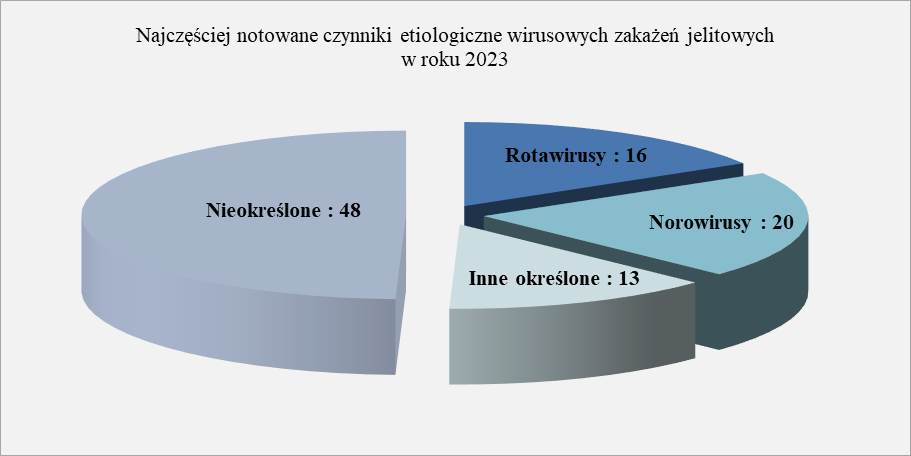 Najczęściej notowane czynniki etiologiczne wirusowych zakażeń jelitowych
w roku 2023
Rotawirusy : 16
Nieokreślone : 48
Norowirusy : 20
Inne określone : 13